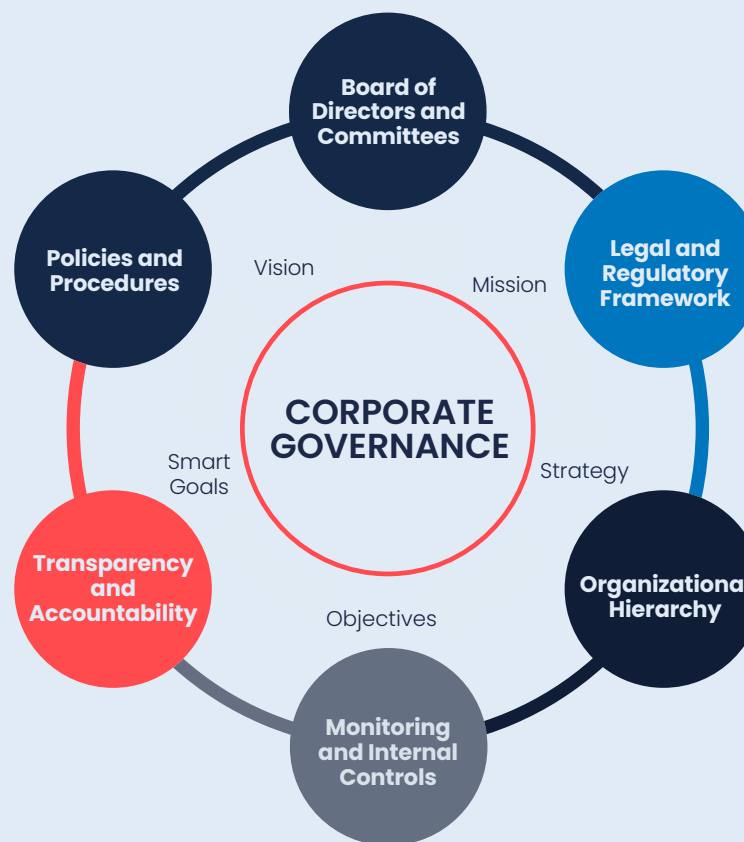 Board of
Directors and
Committees
Policies and
Procedures
Legal and
Regulatory
Framework
Vision
Mission
CORPORATE
GOVERNANCE
Smart
Goals
Strategy
Transparency
and
Accountability
Organizational
Hierarchy
Objectives
Monitoring
and Internal
Controls